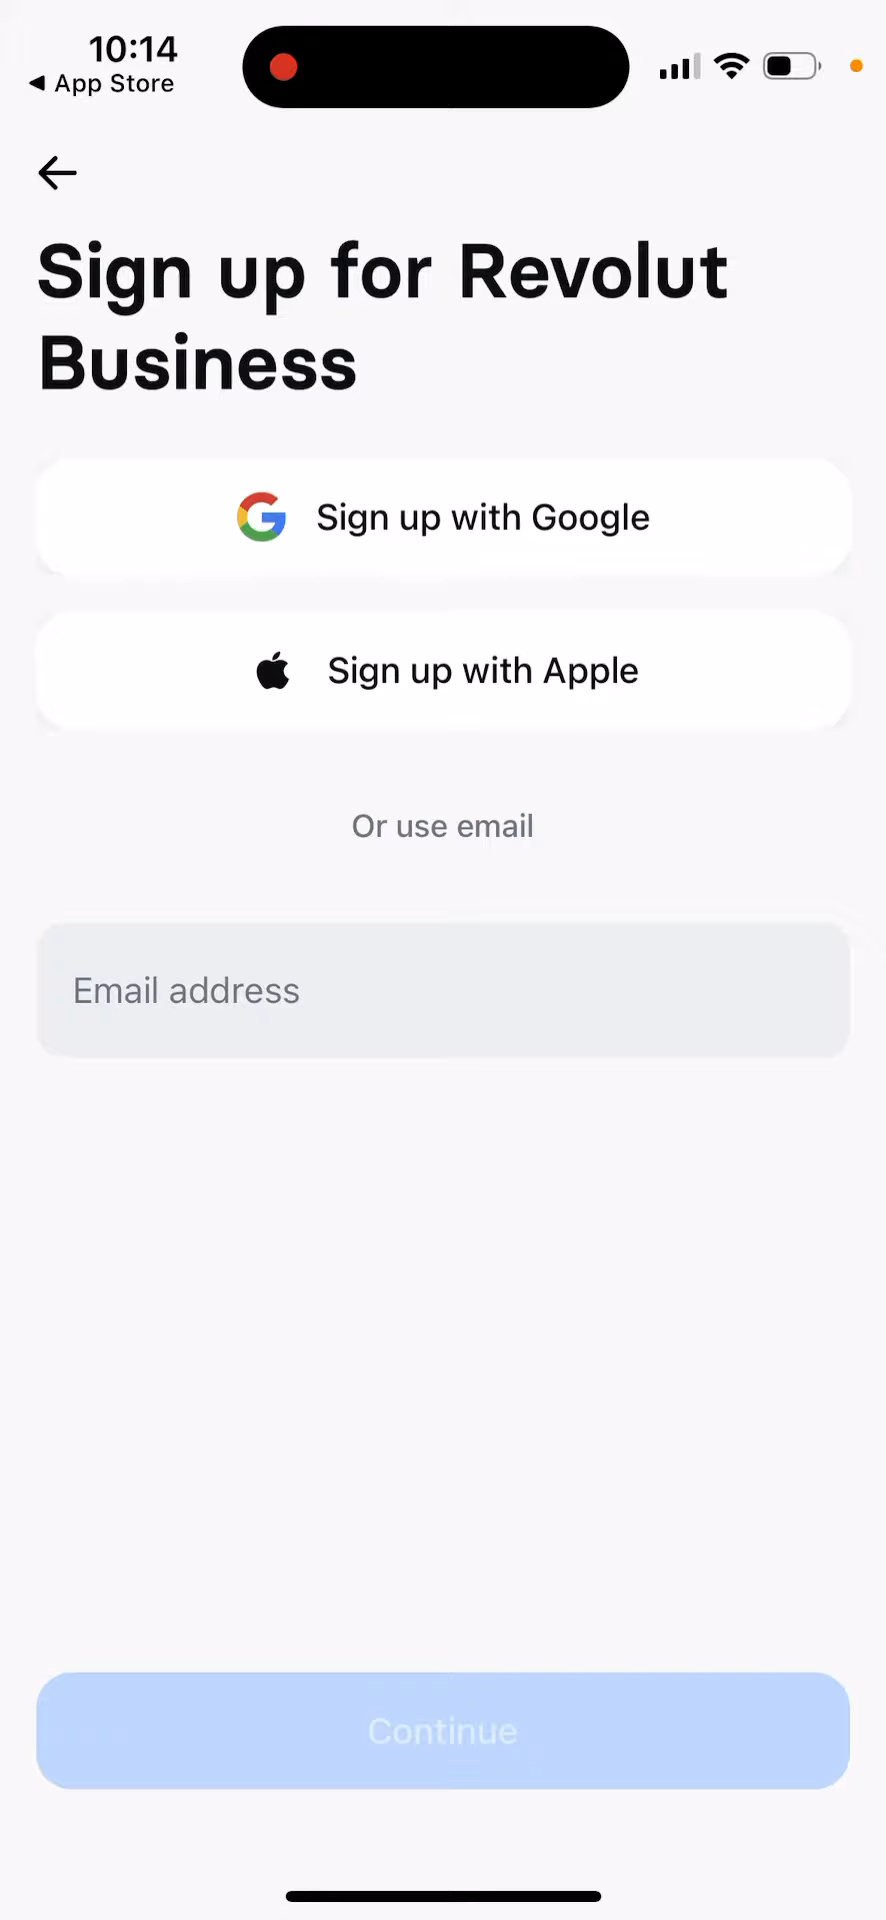 10:14
◀ App Store
Sign up for Revolut
Business
Sign up with Google
Sign up with Apple
Or use email
Email address
Continue